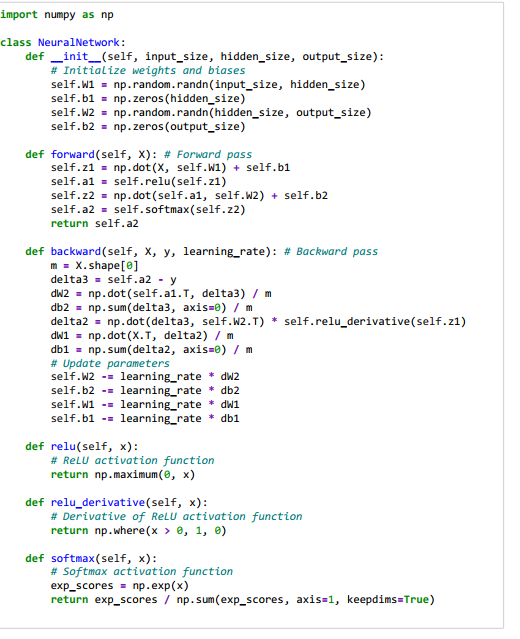 import numpy as np

class NeuralNetwork:
    def __init__(self, input_size, hidden_size, output_size):
        # Initialize weights and biases
        self.W1 = np.random.randn(input_size, hidden_size)
        self.b1 = np.zeros(hidden_size)
        self.W2 = np.random.randn(hidden_size, output_size)
        self.b2 = np.zeros(output_size)

    def forward(self, X): # Forward pass
        self.z1 = np.dot(X, self.W1) + self.b1
        self.a1 = self.relu(self.z1)
        self.z2 = np.dot(self.a1, self.W2) + self.b2
        self.a2 = self.softmax(self.z2)
        return self.a2

    def backward(self, X, y, learning_rate): # Backward pass
        m = X.shape[0]
        delta3 = self.a2 - y
        dW2 = np.dot(self.a1.T, delta3) / m
        db2 = np.sum(delta3, axis=0) / m
        delta2 = np.dot(delta3, self.W2.T) * self.relu_derivative(self.z1)
        dW1 = np.dot(X.T, delta2) / m
        db1 = np.sum(delta2, axis=0) / m
        # Update parameters
        self.W2 -= learning_rate * dW2
        self.b2 -= learning_rate * db2
        self.W1 -= learning_rate * dW1
        self.b1 -= learning_rate * db1

    def relu(self, x):
        # ReLU activation function
        return np.maximum(0, x)

    def relu_derivative(self, x):
        # Derivative of ReLU activation function
        return np.where(x > 0, 1, 0)

    def softmax(self, x):
        # Softmax activation function
        exp_scores = np.exp(x)
        return exp_scores / np.sum(exp_scores, axis=1, keepdims=True)